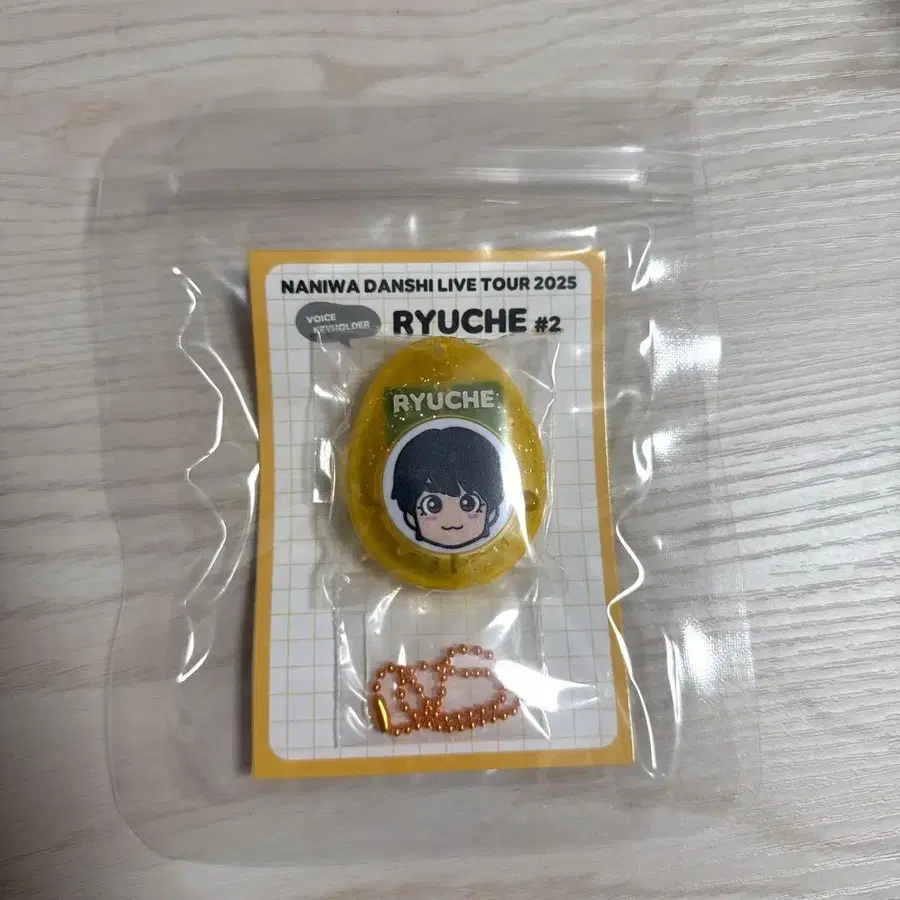 NANIWA DANSHI LIVE TOUR 2025
VOICE
KEYHOLDER
RYUCHE #2
RYUCHE